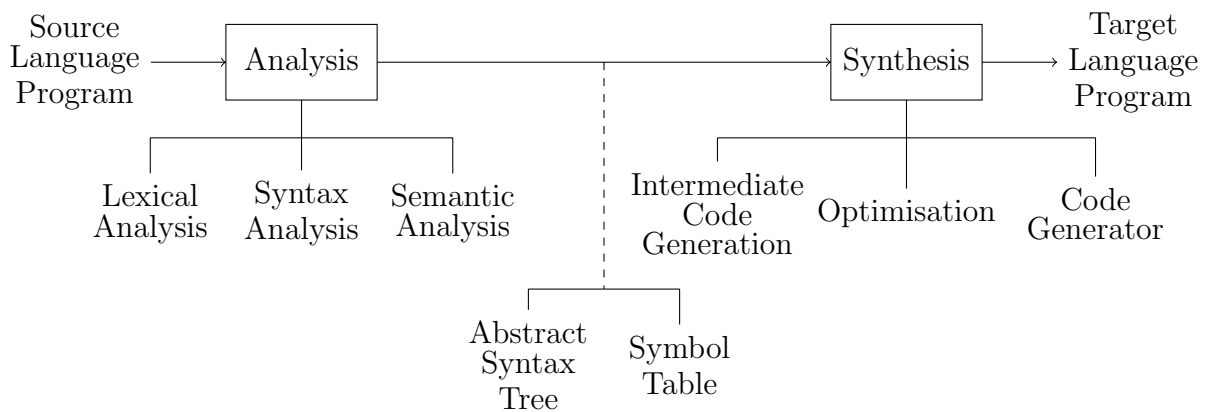 Source
Language
Program
Analysis
Synthesis
Target
Language
Program
Lexical
Analysis
Syntax
Analysis
Semantic
Analysis
Intermediate
Code
Generation
Optimisation
Code
Generator
Abstract
Syntax
Tree
Symbol
Table